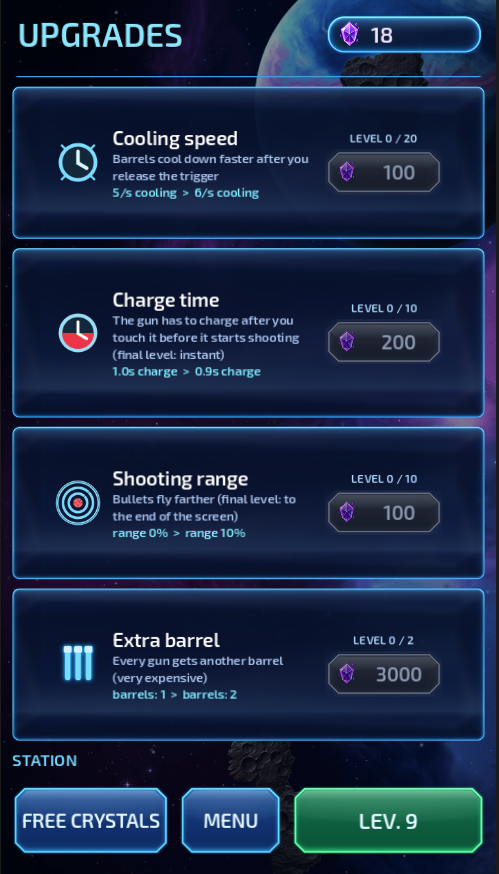 UPGRADES
18
Cooling speed
LEVEL 0 / 20
Barrels cool down faster after you
release the trigger
100
5/s cooling > 6/s cooling
Charge time
LEVEL 0 / 10
The gun has to charge after you
touch it before it starts shooting
(final level: instant)
200
1.0s charge > 0.9s charge
Shooting range
LEVEL 0 / 10
Bullets fly farther (final level: to
the end of the screen)
100
range 0% > range 10%
Extra barrel
LEVEL 0 / 2
Every gun gets another barrel
(very expensive)
3000
barrels: 1 > barrels: 2
STATION
FREE CRYSTALS
MENU
LEV. 9